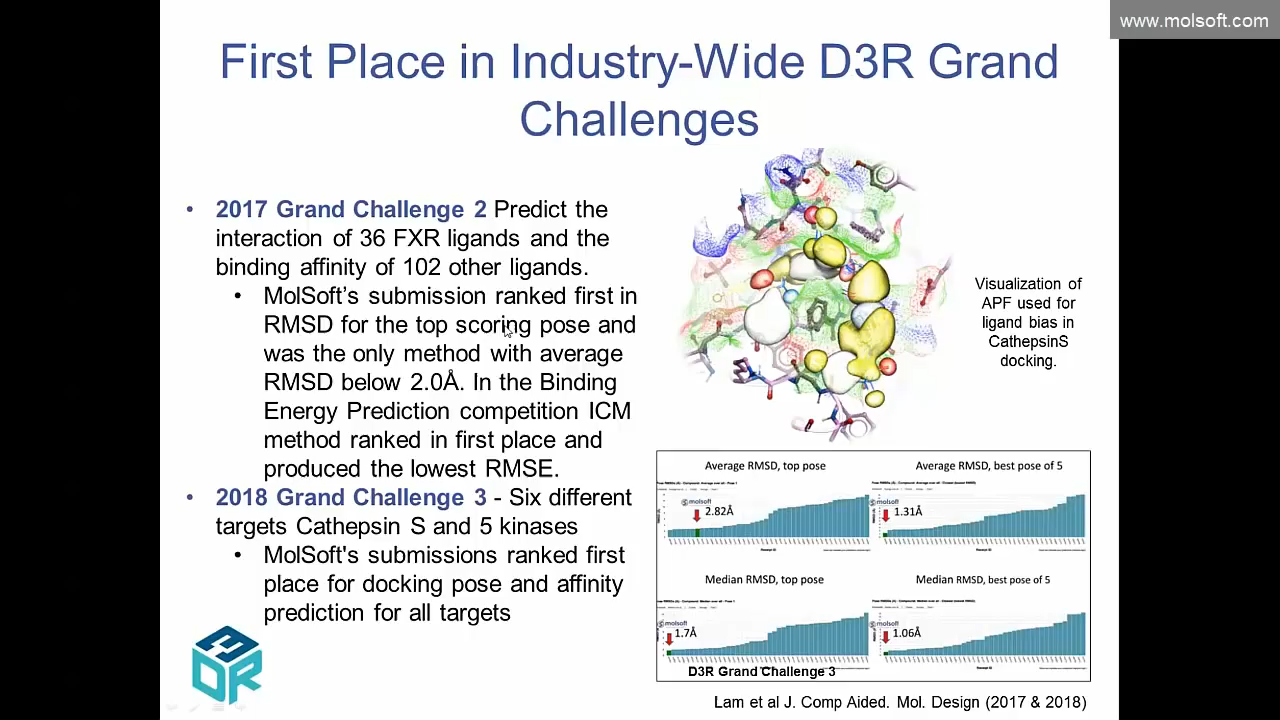 www.molsoft.com
First Place in Industry-Wide D3R Grand
Challenges
• 2017 Grand Challenge 2 Predict the
interaction of 36 FXR ligands and the
binding affinity of 102 other ligands.
• MolSoft’s submission ranked first in
RMSD for the top scoring pose and
was the only method with average
RMSD below 2.0Å. In the Binding
Energy Prediction competition ICM
method ranked in first place and
produced the lowest RMSE.
• 2018 Grand Challenge 3 - Six different
targets Cathepsin S and 5 kinases
• MolSoft's submissions ranked first
place for docking pose and affinity
prediction for all targets
Visualization of
APF used for
ligand bias in
CathepsinS
docking.
Average RMSD, top pose
molsoft
2.82Å
Average RMSD, best pose of 5
molsoft
1.31Å
Median RMSD, top pose
molsoft
1.7Å
Median RMSD, best pose of 5
molsoft
1.06Å
D3R Grand Challenge 3
D3R
Lam et al J. Comp Aided. Mol. Design (2017 & 2018)